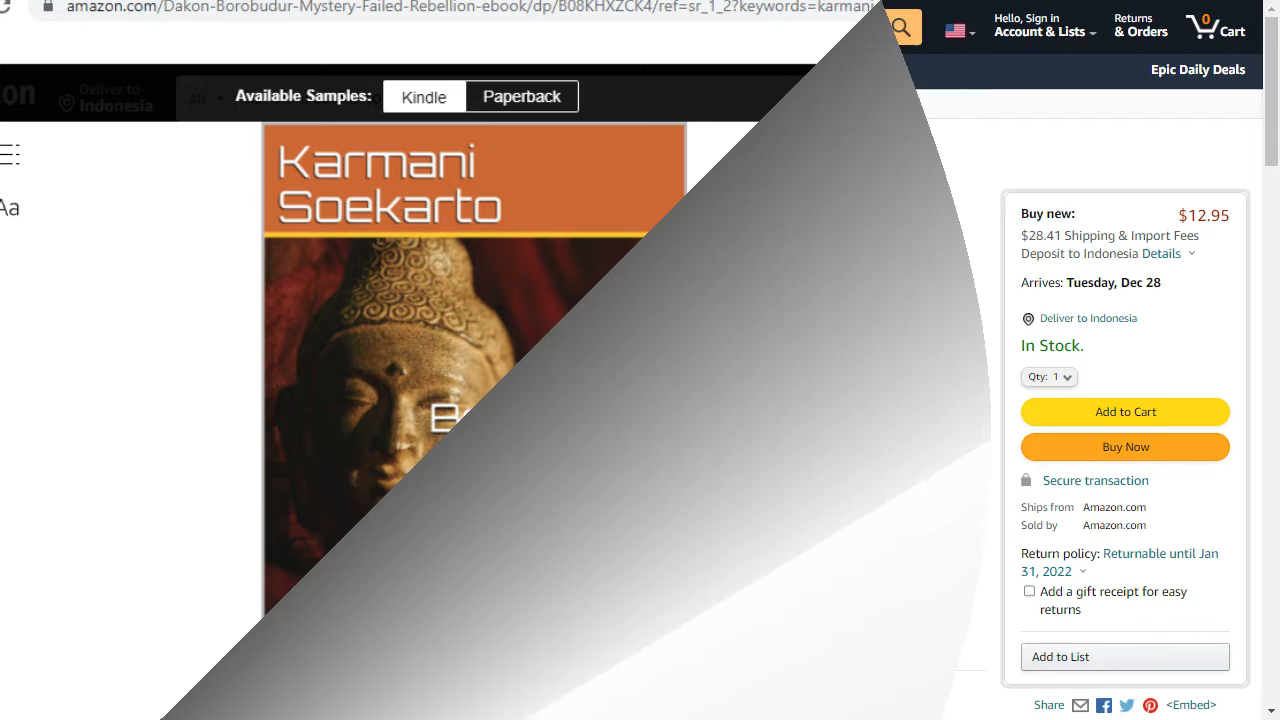 amazon.com/Dakon-Borobudur-Mystery-Failed-Rebellion-ebook/dp/B08KHXZCK4/ref=sr_1_2?keywords=karmani
Deliver to
Indonesia
All
Available Samples:
Kindle
Paperback
Aa
Karmani
Soekarto
0
Hello, Sign in
Account & Lists
Returns
& Orders
Cart
Epic Daily Deals
Buy new: $12.95
$28.41 Shipping & Import Fees
Deposit to Indonesia Details
Arrives: Tuesday, Dec 28
Deliver to Indonesia
In Stock.
Qty: 1
Add to Cart
Buy Now
Secure transaction
Ships from Amazon.com
Sold by Amazon.com
Return policy: Returnable until Jan
31, 2022
Add a gift receipt for easy
returns
Add to List
Share <Embed>